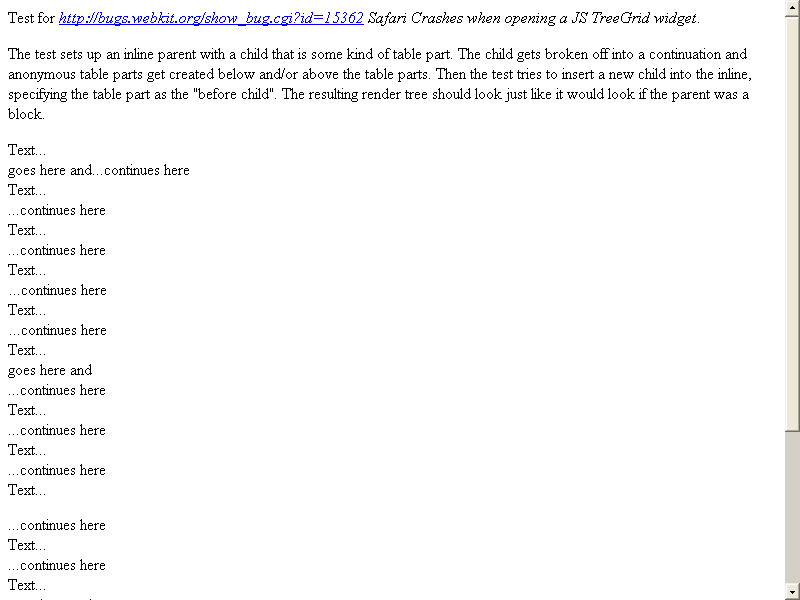 Test for http://bugs.webkit.org/show_bug.cgi?id=15362 Safari Crashes when opening a JS TreeGrid widget.
The test sets up an inline parent with a child that is some kind of table part. The child gets broken off into a continuation and
anonymous table parts get created below and/or above the table parts. Then the test tries to insert a new child into the inline,
specifying the table part as the "before child". The resulting render tree should look just like it would look if the parent was a
block.
Text...
goes here and...continues here
Text...
...continues here
Text...
...continues here
Text...
...continues here
Text...
...continues here
Text...
goes here and
...continues here
Text...
...continues here
Text...
...continues here
Text...
...continues here
Text...
...continues here
Text...